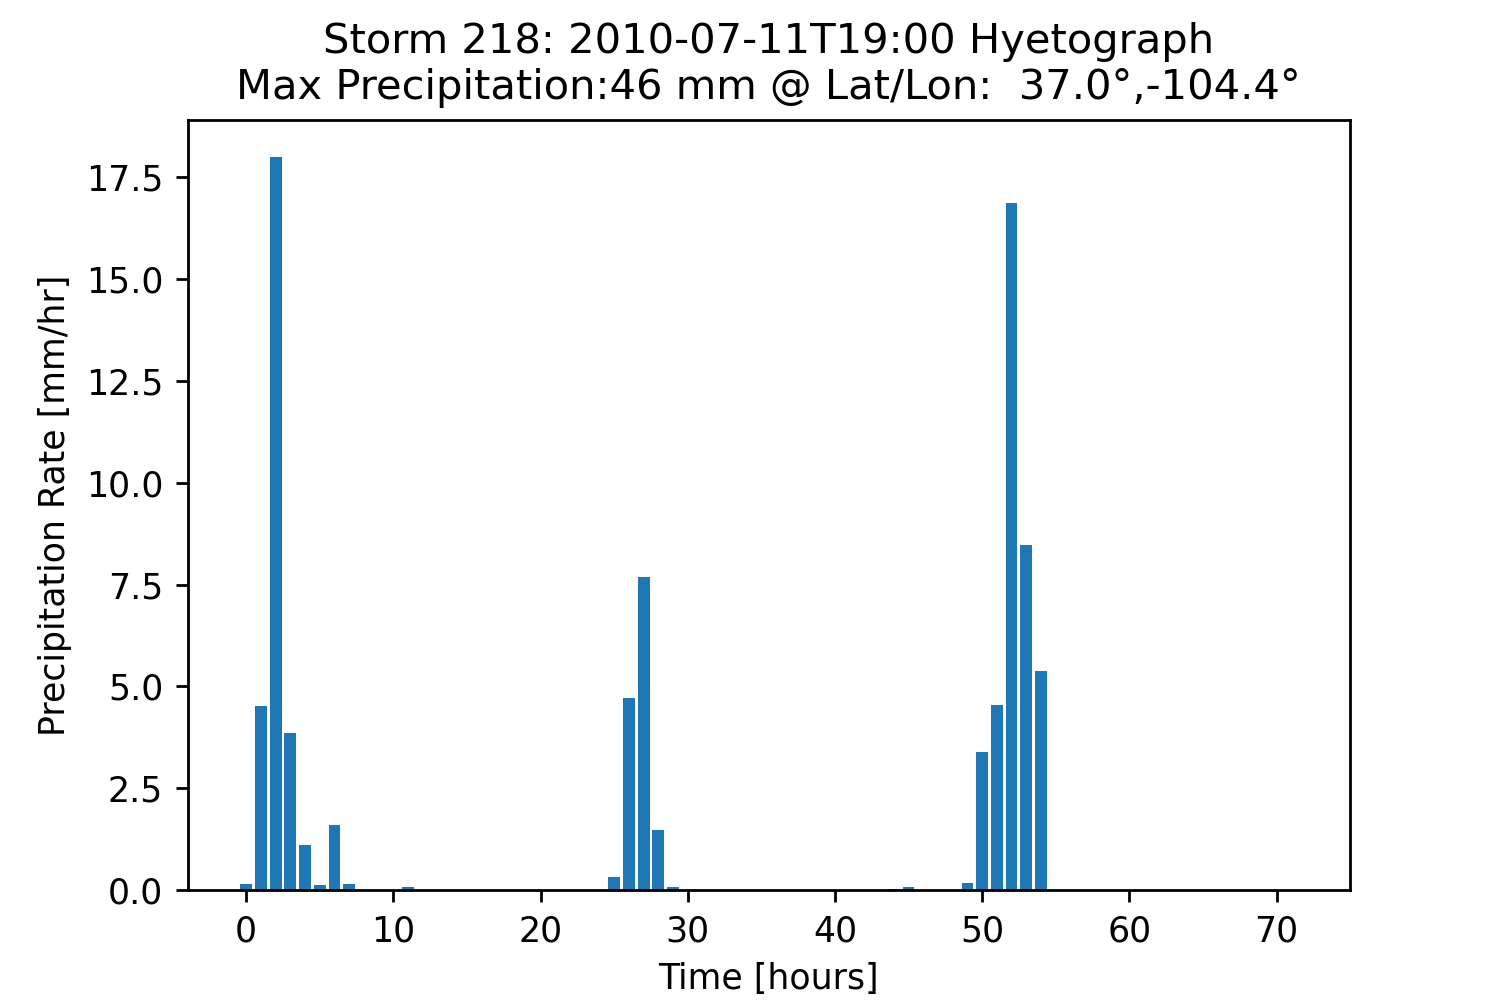 Storm 218: 2010-07-11T19:00 Hyetograph
Max Precipitation:46 mm @ Lat/Lon:  37.0°,-104.4°
Precipitation Rate [mm/hr]
17.5
15.0
12.5
10.0
7.5
5.0
2.5
0.0
0 10 20 30 40 50 60 70
Time [hours]